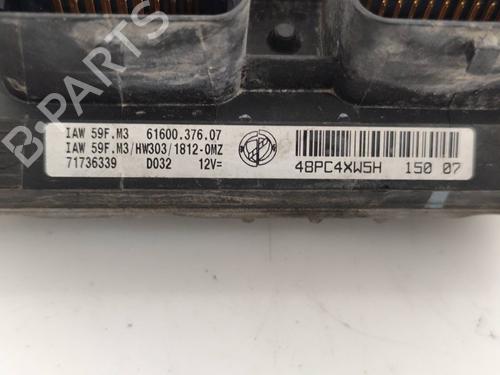 IAW 59F.M3 61600.376.07
IAW 59F.M3/HW303/1812-0MZ
71736339 D032 12V=
48PC4XW5H 150 07
B-PARTS